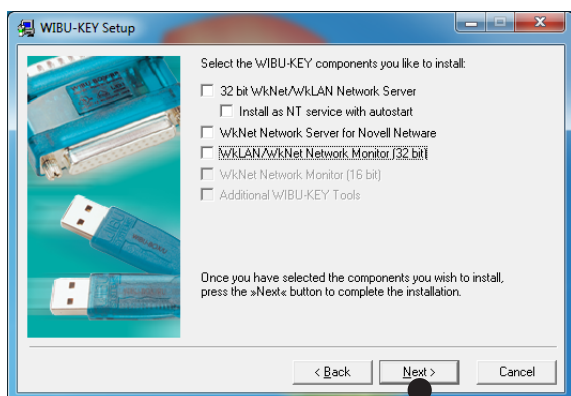 WIBU-KEY Setup
Select the WIBU-KEY components you like to install:
32 bit WkNet/WkLAN Network Server
Install as NT service with autostart
WkNet Network Server for Novell Netware
WkLAN/WkNet Network Monitor (32 bit)
WkNet Network Monitor (16 bit)
Additional WIBU-KEY Tools
Once you have selected the components you wish to install,
press the »Next« button to complete the installation.
< Back
Next >
Cancel